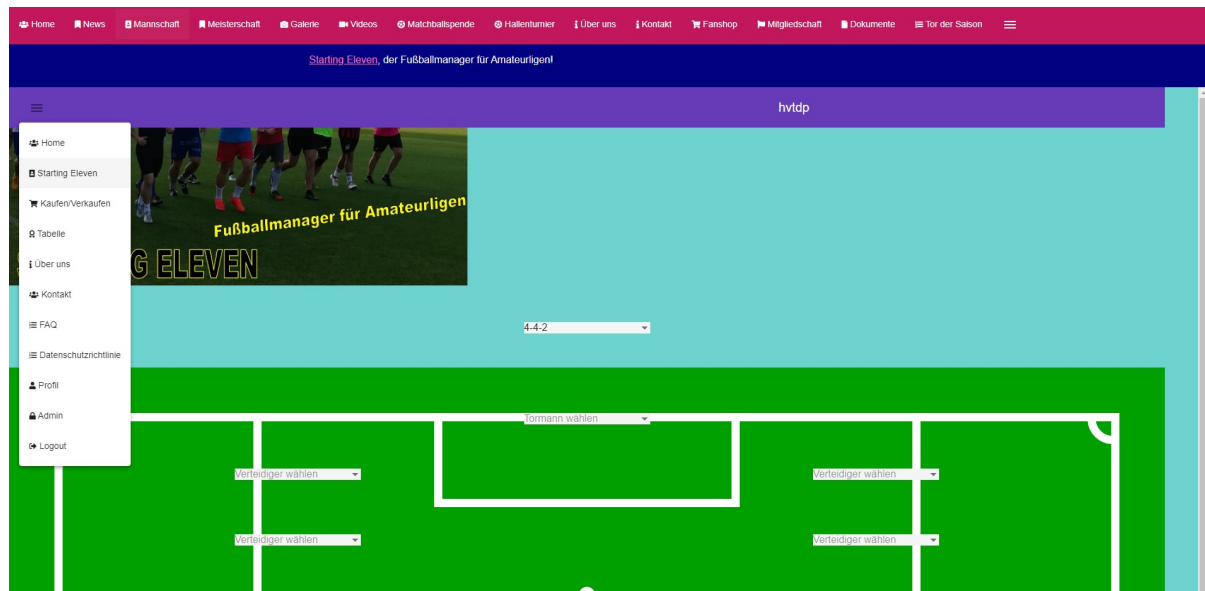 Home News Mannschaft Meisterschaft Galerie Videos Matchballspende Hallenturnier Über uns Kontakt Fanshop Mitgliedschaft Dokumente Tor der Saison
Starting Eleven, der Fußballmanager für Amateurligen!
hvtdp
Home
Starting Eleven
Kaufen/Verkaufen
Tabelle
Über uns
Kontakt
FAQ
Datenschutzrichtlinie
Profil
Admin
Logout
Fußballmanager für Amateurligen
G ELEVEN
4-4-2
Tormann wählen
Verteidiger wählen Verteidiger wählen
Verteidiger wählen Verteidiger wählen